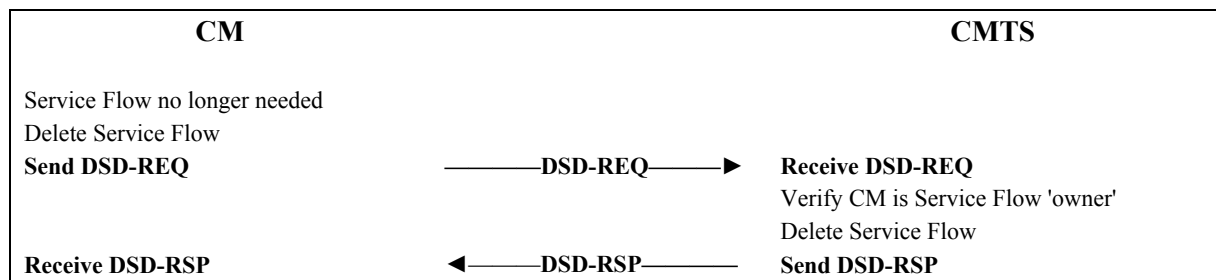 CM CMTS
Service Flow no longer needed
Delete Service Flow
Send DSD-REQ DSD-REQ Receive DSD-REQ
Verify CM is Service Flow 'owner'
Delete Service Flow
Receive DSD-RSP DSD-RSP Send DSD-RSP